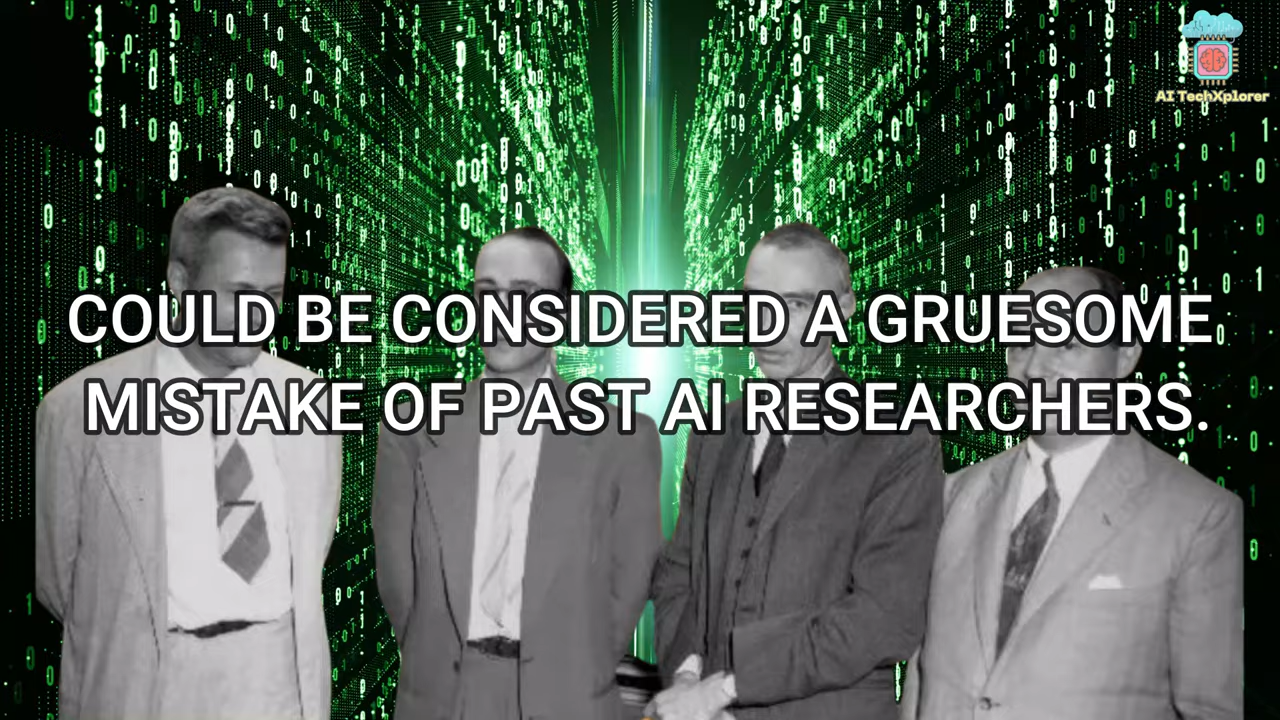 AI TechXplorer
COULD BE CONSIDERED A GRUESOME
MISTAKE OF PAST AI RESEARCHERS.